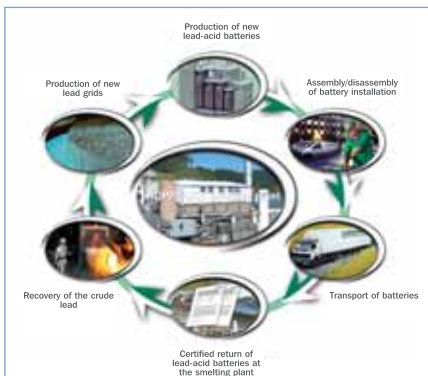 Production of new
lead-acid batteries
Assembly/disassembly
of battery installation
Transport of batteries
Certified return of
lead-acid batteries at
the smelting plant
Recovery of the crude
lead
Production of new
lead grids